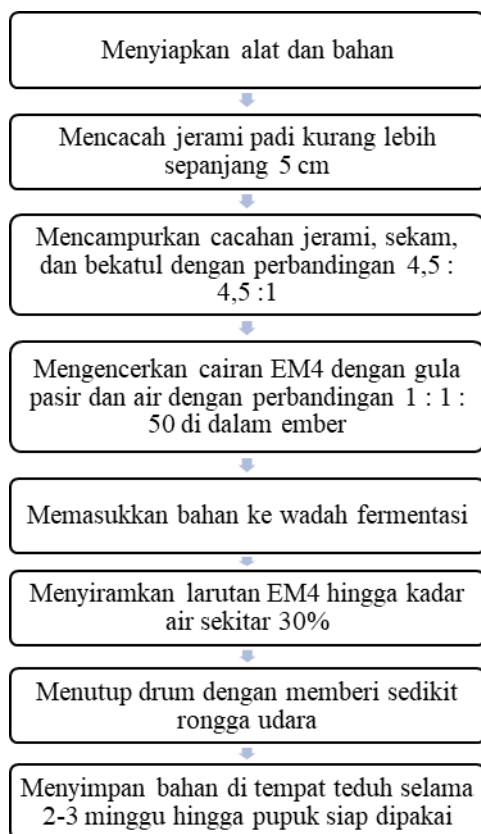 Menyiapkan alat dan bahan
Mencacah jerami padi kurang lebih
sepanjang 5 cm
Mencampurkan cacahan jerami, sekam,
dan bekatul dengan perbandingan 4,5 :
4,5 :1
Mengencerkan cairan EM4 dengan gula
pasir dan air dengan perbandingan 1 : 1 :
50 di dalam ember
Memasukkan bahan ke wadah fermentasi
Menyiramkan larutan EM4 hingga kadar
air sekitar 30%
Menutup drum dengan memberi sedikit
rongga udara
Menyimpan bahan di tempat teduh selama
2-3 minggu hingga pupuk siap dipakai